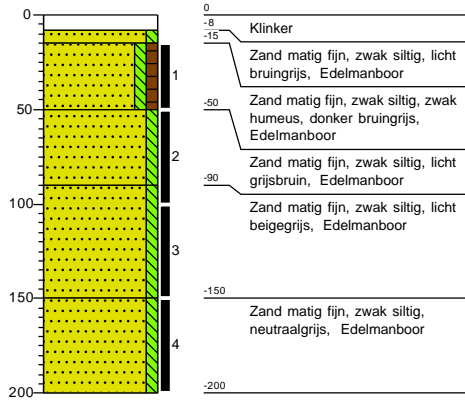 0
50
100
150
200
1
2
3
4
0
-8
-15
-50
-90
-150
-200
Klinker
Zand matig fijn, zwak siltig, licht
bruingrijs, Edelmanboor
Zand matig fijn, zwak siltig, zwak
humeus, donker bruingrijs,
Edelmanboor
Zand matig fijn, zwak siltig, licht
grijsbruin, Edelmanboor
Zand matig fijn, zwak siltig, licht
beigegrijs, Edelmanboor
Zand matig fijn, zwak siltig,
neutraalgrijs, Edelmanboor